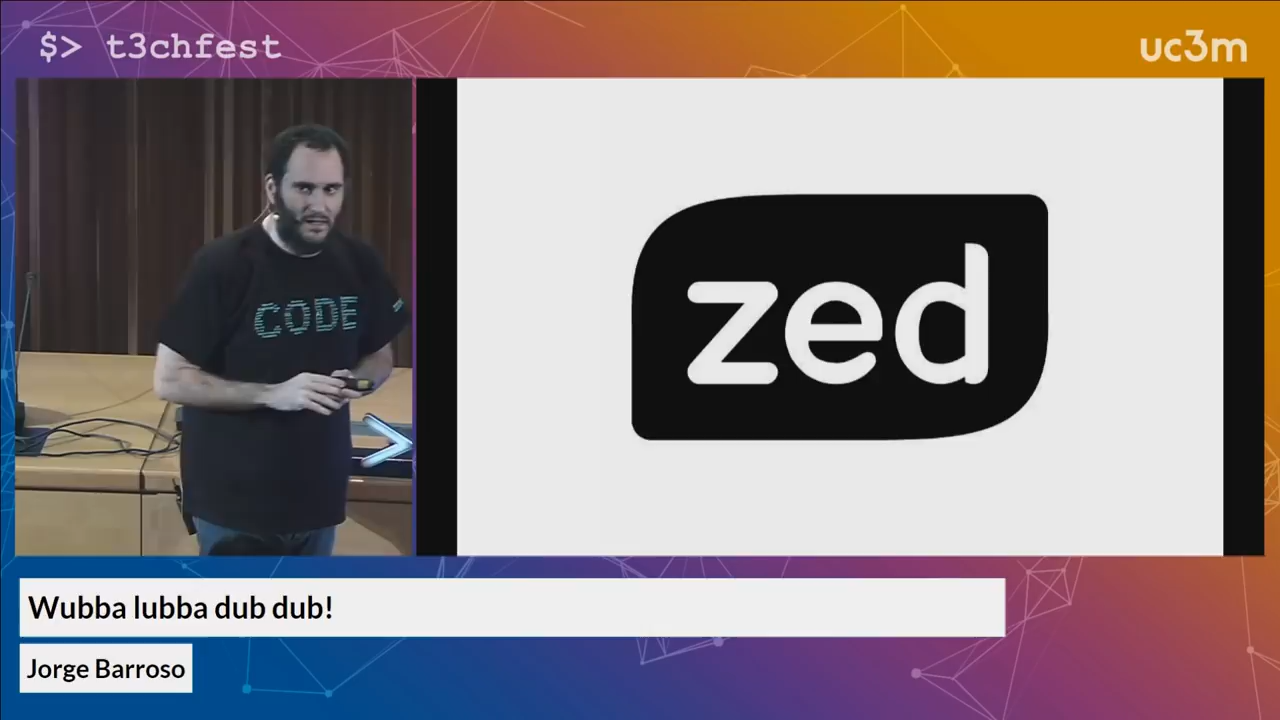 $> t3chfest
uc3m
CODE
zed
Wubba lubba dub dub!
Jorge Barroso